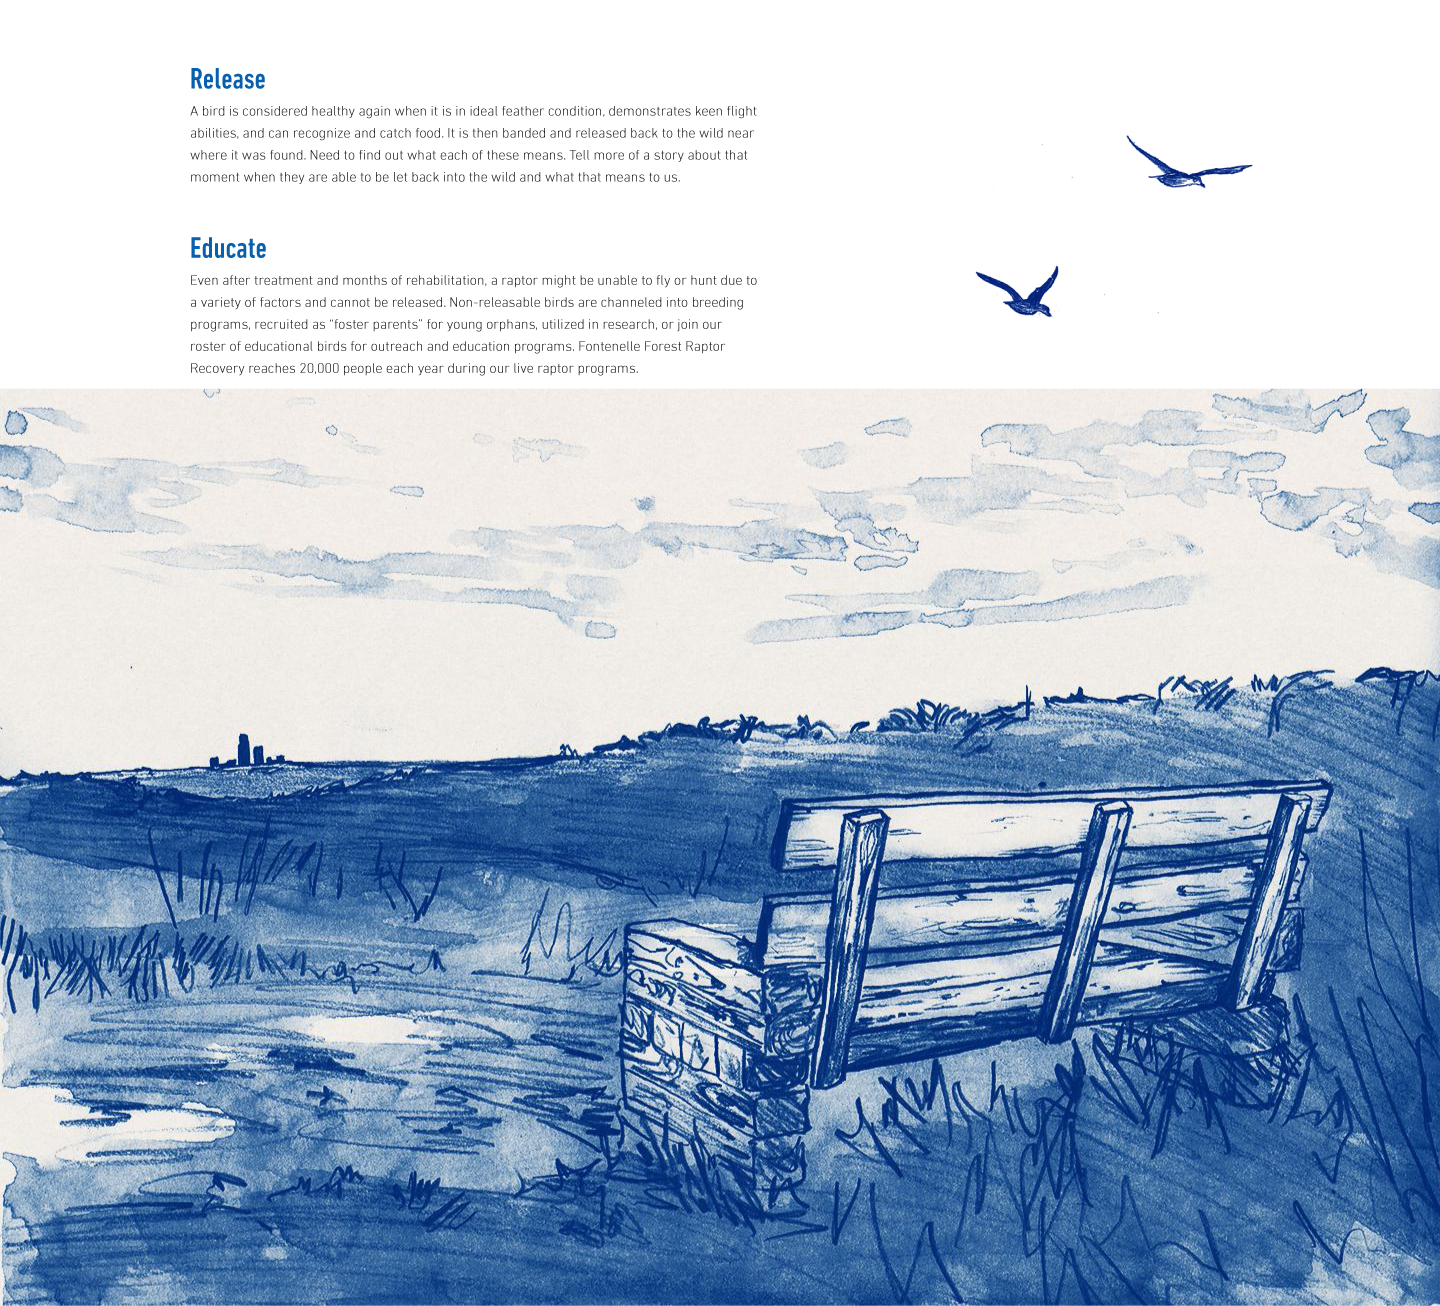 Release
A bird is considered healthy again when it is in ideal feather condition, demonstrates keen flight
abilities, and can recognize and catch food. It is then banded and released back to the wild near
where it was found. Need to find out what each of these means. Tell more of a story about that
moment when they are able to be let back into the wild and what that means to us.
Educate
Even after treatment and months of rehabilitation, a raptor might be unable to fly or hunt due to
a variety of factors and cannot be released. Non-releasable birds are channeled into breeding
programs, recruited as “foster parents” for young orphans, utilized in research, or join our
roster of educational birds for outreach and education programs. Fontenelle Forest Raptor
Recovery reaches 20,000 people each year during our live raptor programs.